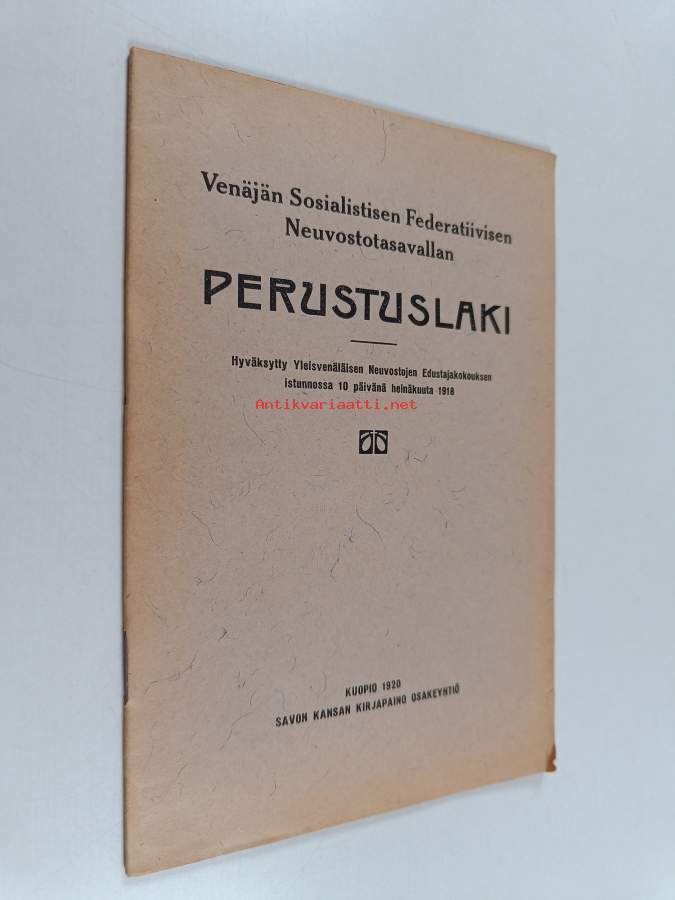 Venäjän Sosialistisen Federatiivisen
Neuvostotasavallan
PERUSTUSLAKI
Hyväksytty Yleisvenäläisen Neuvostojen Edustajakokouksen
istunnossa 10 päivänä heinäkuuta 1918
Antikvariaatti.net
KUOPIO 1920
SAVON KANSAN KIRJAPAINO OSAKEYHTIÖ